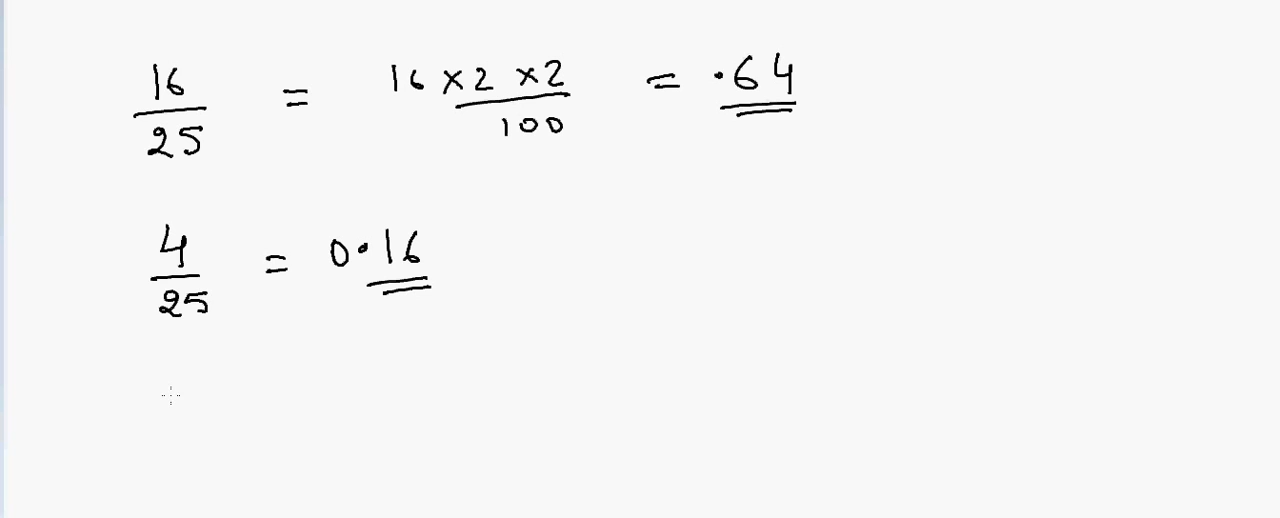 16/25 = 16 × 2 × 2/100 = .64
4/25 = 0.16